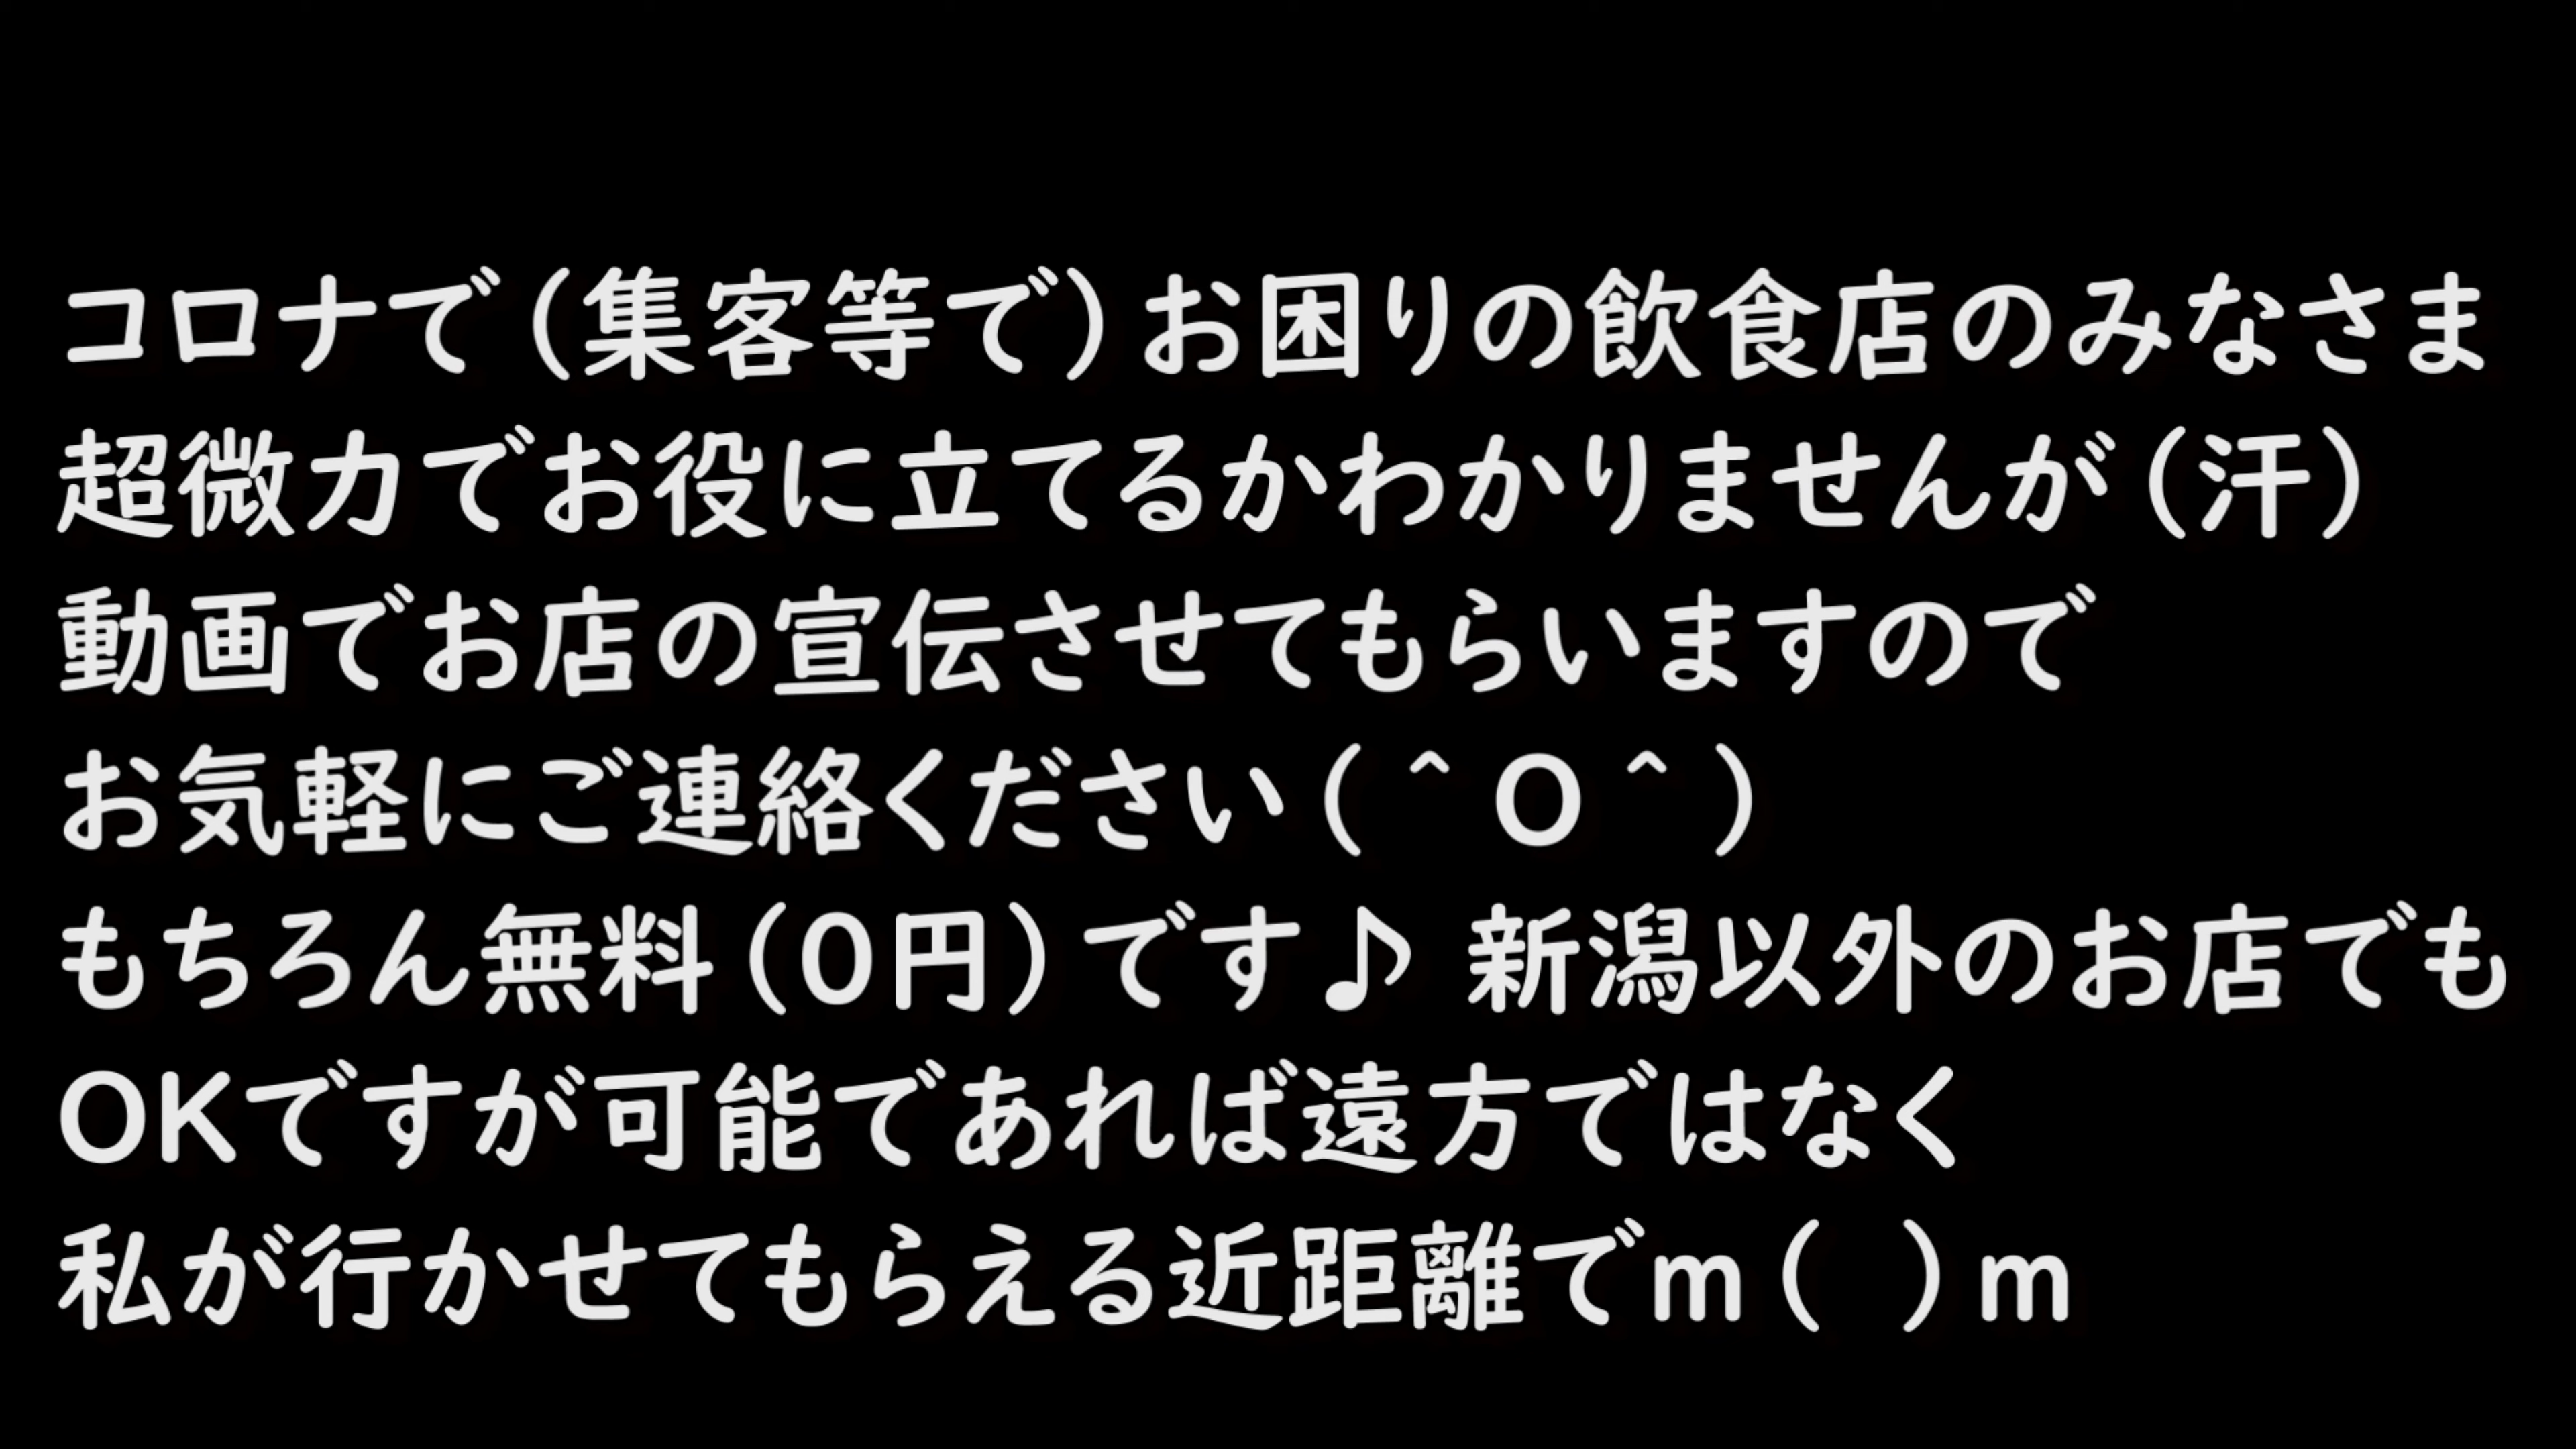 コロナで（集客等で）お困りの飲食店のみなさま
超微力でお役に立てるかわかりませんが（汗）
動画でお店の宣伝させてもらいますので
お気軽にご連絡ください（＾Ｏ＾）
もちろん無料（０円）です♪ 新潟以外のお店でも
OKですが可能であれば遠方ではなく
私が行かせてもらえる近距離でｍ（　）ｍ